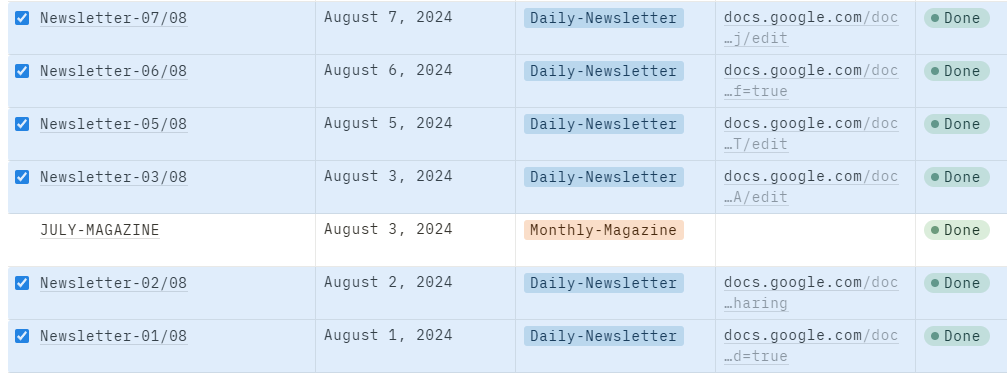 Newsletter-07/08 August 7, 2024 Daily-Newsletter docs.google.com/doc
…j/edit Done
Newsletter-06/08 August 6, 2024 Daily-Newsletter docs.google.com/doc
…f=true Done
Newsletter-05/08 August 5, 2024 Daily-Newsletter docs.google.com/doc
…T/edit Done
Newsletter-03/08 August 3, 2024 Daily-Newsletter docs.google.com/doc
…A/edit Done
JULY-MAGAZINE August 3, 2024 Monthly-Magazine Done
Newsletter-02/08 August 2, 2024 Daily-Newsletter docs.google.com/doc
…haring Done
Newsletter-01/08 August 1, 2024 Daily-Newsletter docs.google.com/doc
…d=true Done